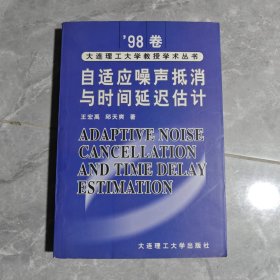 '98 卷
大连理工大学教授学术丛书
自适应噪声抵消
与时间延迟估计
王宏禹 邱天爽 著
ADAPTIVE NOISE
CANCELLATION
AND TIME DELAY
ESTIMATION
大连理工大学出版社